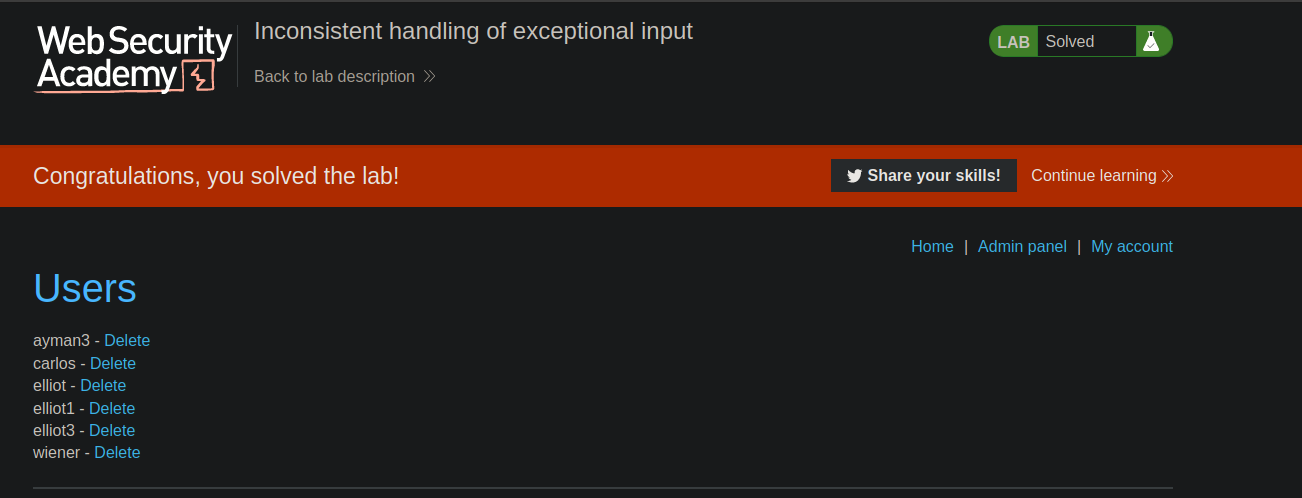 Web Security
Academy
Inconsistent handling of exceptional input
Back to lab description
LAB Solved
Congratulations, you solved the lab!
Share your skills!
Continue learning
Home | Admin panel | My account
Users
ayman3 - Delete
carlos - Delete
elliot - Delete
elliot1 - Delete
elliot3 - Delete
wiener - Delete